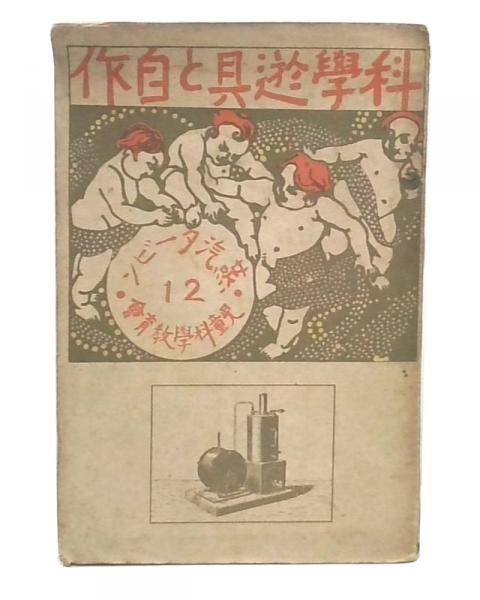 科學遊具と自作
蒸汽タービン
12
兒童科學教育會